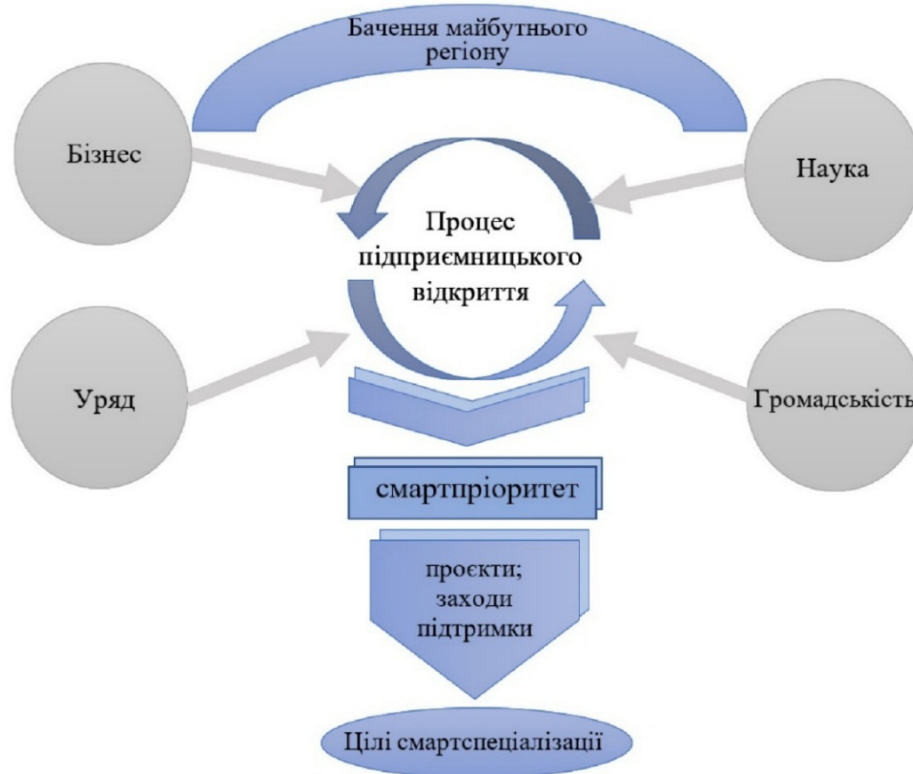 Бачення майбутнього
регіону
Бізнес
Наука
Процес
підприємницького
відкриття
Уряд
Громадськість
смартпріоритет
проєкти;
заходи
підтримки
Цілі смартспеціалізації